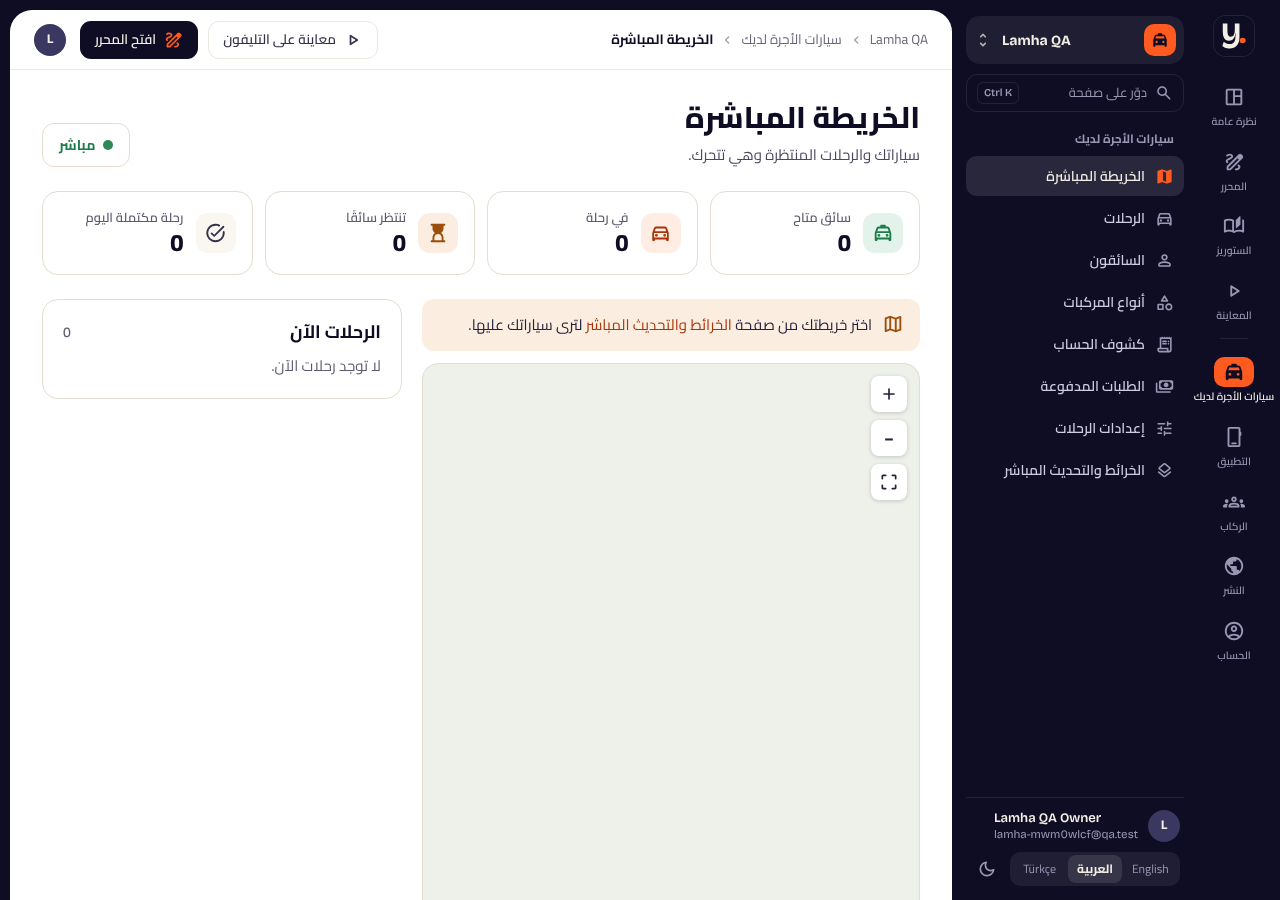 y.
نظرة عامة
المحرر
الستوريز
المعاينة
سيارات الأجرة لديك
التطبيق
الركاب
النشر
الحساب
Lamha QA
دوّر على صفحة
Ctrl K
سيارات الأجرة لديك
الخريطة المباشرة
الرحلات
السائقون
أنواع المركبات
كشوف الحساب
الطلبات المدفوعة
إعدادات الرحلات
الخرائط والتحديث المباشر
L
Lamha QA Owner
lamha-mwm0wlcf@qa.test
English
العربية
Türkçe
Lamha QA
سيارات الأجرة لديك
الخريطة المباشرة
معاينة على التليفون
افتح المحرر
L
الخريطة المباشرة
سياراتك والرحلات المنتظرة وهي تتحرك.
مباشر
سائق متاح
0
في رحلة
0
تنتظر سائقًا
0
رحلة مكتملة اليوم
0
اختر خريطتك من صفحة الخرائط والتحديث المباشر لترى سياراتك عليها.
+
-
الرحلات الآن
0
لا توجد رحلات الآن.